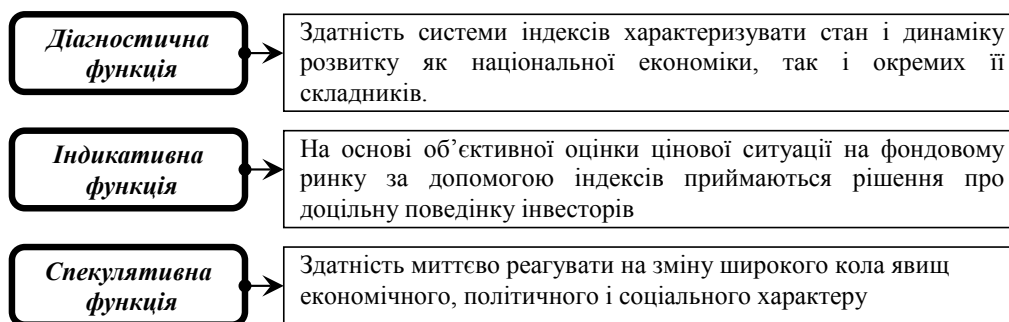 Діагностична
функція
Здатність системи індексів характеризувати стан і динаміку
розвитку як національної економіки, так і окремих її
складників.
Індикативна
функція
На основі об’єктивної оцінки цінової ситуації на фондовому
ринку за допомогою індексів приймаються рішення про
доцільну поведінку інвесторів
Спекулятивна
функція
Здатність миттєво реагувати на зміну широкого кола явищ
економічного, політичного і соціального характеру